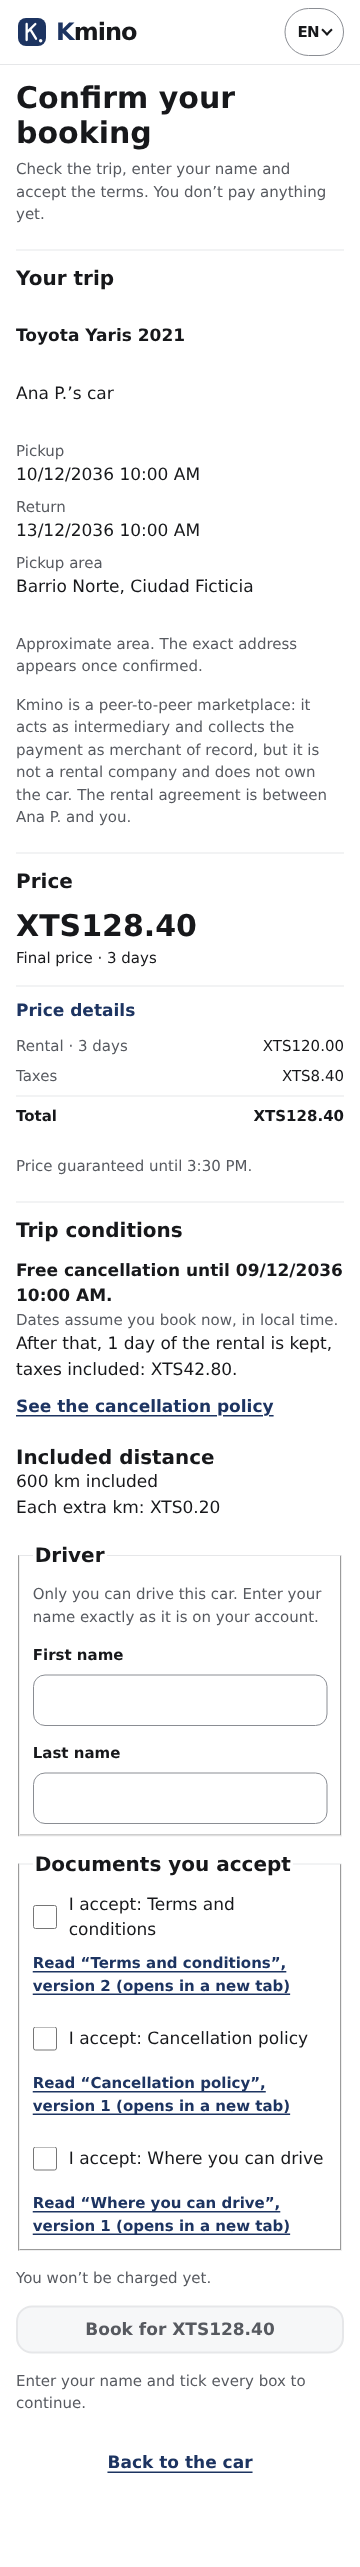 Kmino
EN
Confirm your
booking
Check the trip, enter your name and
accept the terms. You don’t pay anything
yet.
Your trip
Toyota Yaris 2021
Ana P.’s car
Pickup
10/12/2036 10:00 AM
Return
13/12/2036 10:00 AM
Pickup area
Barrio Norte, Ciudad Ficticia
Approximate area. The exact address
appears once confirmed.
Kmino is a peer-to-peer marketplace: it
acts as intermediary and collects the
payment as merchant of record, but it is
not a rental company and does not own
the car. The rental agreement is between
Ana P. and you.
Price
XTS128.40
Final price · 3 days
Price details
Rental · 3 days XTS120.00
Taxes XTS8.40
Total XTS128.40
Price guaranteed until 3:30 PM.
Trip conditions
Free cancellation until 09/12/2036
10:00 AM.
Dates assume you book now, in local time.
After that, 1 day of the rental is kept,
taxes included: XTS42.80.
See the cancellation policy
Included distance
600 km included
Each extra km: XTS0.20
Driver
Only you can drive this car. Enter your
name exactly as it is on your account.
First name
Last name
Documents you accept
I accept: Terms and
conditions
Read “Terms and conditions”,
version 2 (opens in a new tab)
I accept: Cancellation policy
Read “Cancellation policy”,
version 1 (opens in a new tab)
I accept: Where you can drive
Read “Where you can drive”,
version 1 (opens in a new tab)
You won’t be charged yet.
Book for XTS128.40
Enter your name and tick every box to
continue.
Back to the car